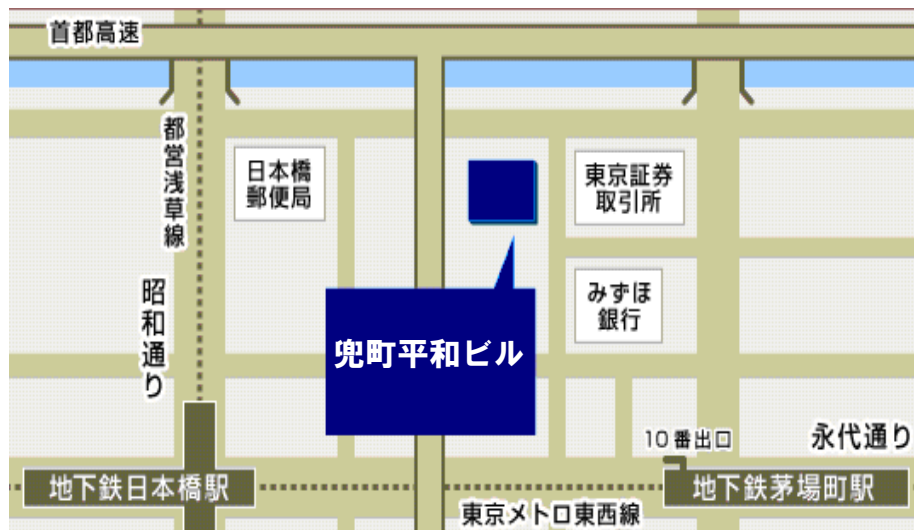 首都高速
都営浅草線
日本橋
郵便局
東京証券
取引所
昭和通り
みずほ
銀行
兜町平和ビル
10番出口
永代通り
地下鉄日本橋駅
地下鉄茅場町駅
東京メトロ東西線